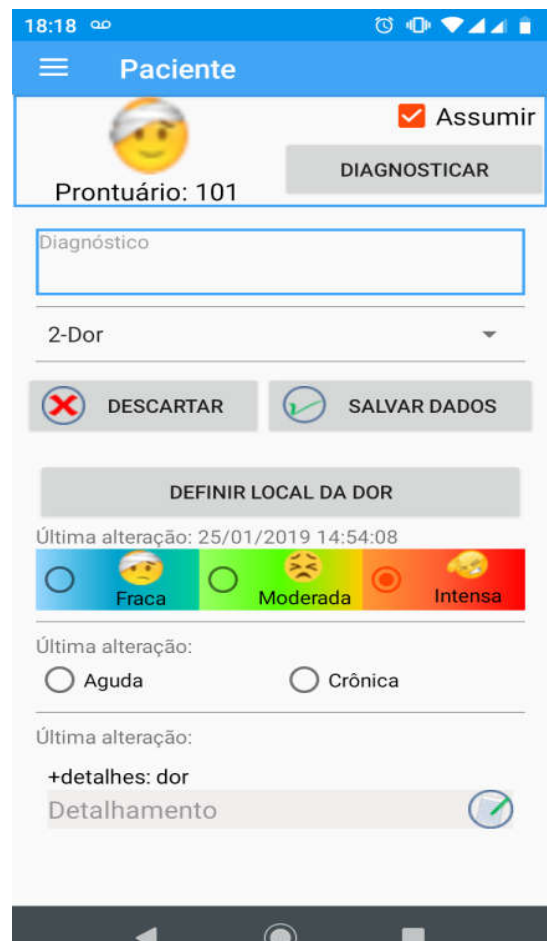 18:18
Paciente
Assumir
DIAGNOSTICAR
Prontuário: 101
Diagnóstico
2-Dor
DESCARTAR SALVAR DADOS
DEFINIR LOCAL DA DOR
Última alteração: 25/01/2019 14:54:08
Fraca Moderada Intensa
Última alteração:
Aguda Crônica
Última alteração:
+detalhes: dor
Detalhamento